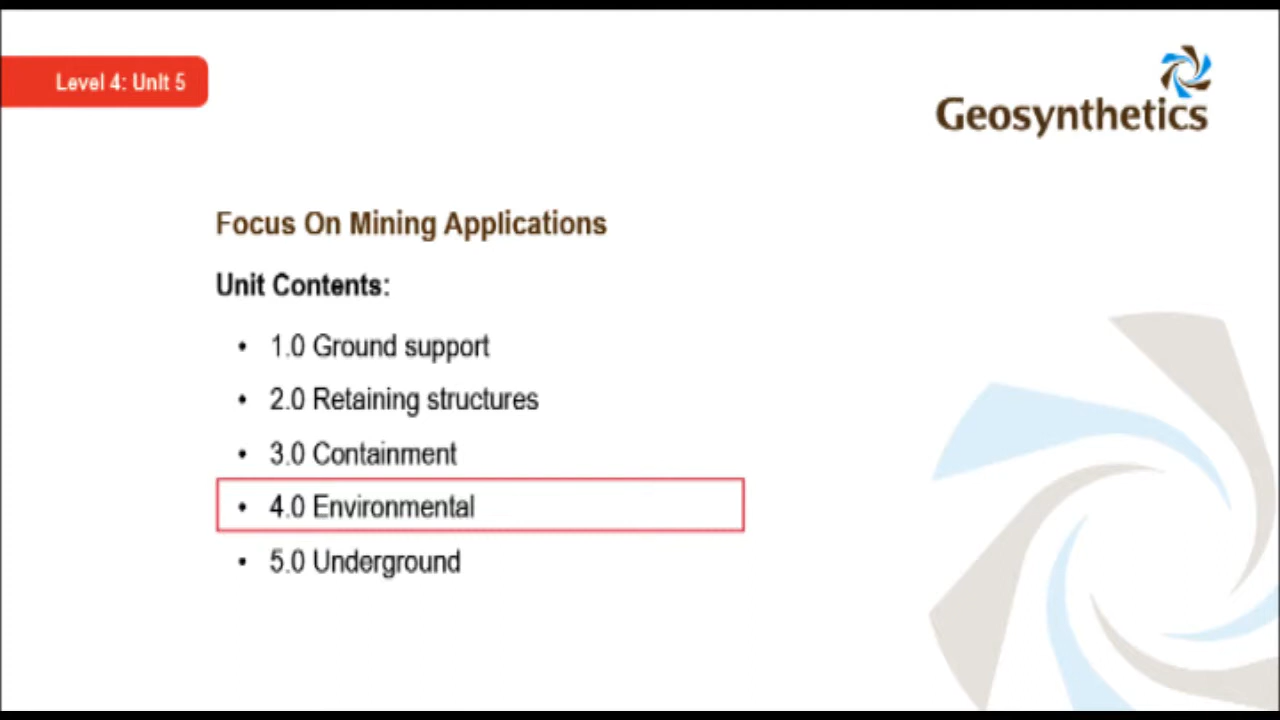 Level 4: Unit 5
Geosynthetics
Focus On Mining Applications
Unit Contents:
• 1.0 Ground support
• 2.0 Retaining structures
• 3.0 Containment
• 4.0 Environmental
• 5.0 Underground